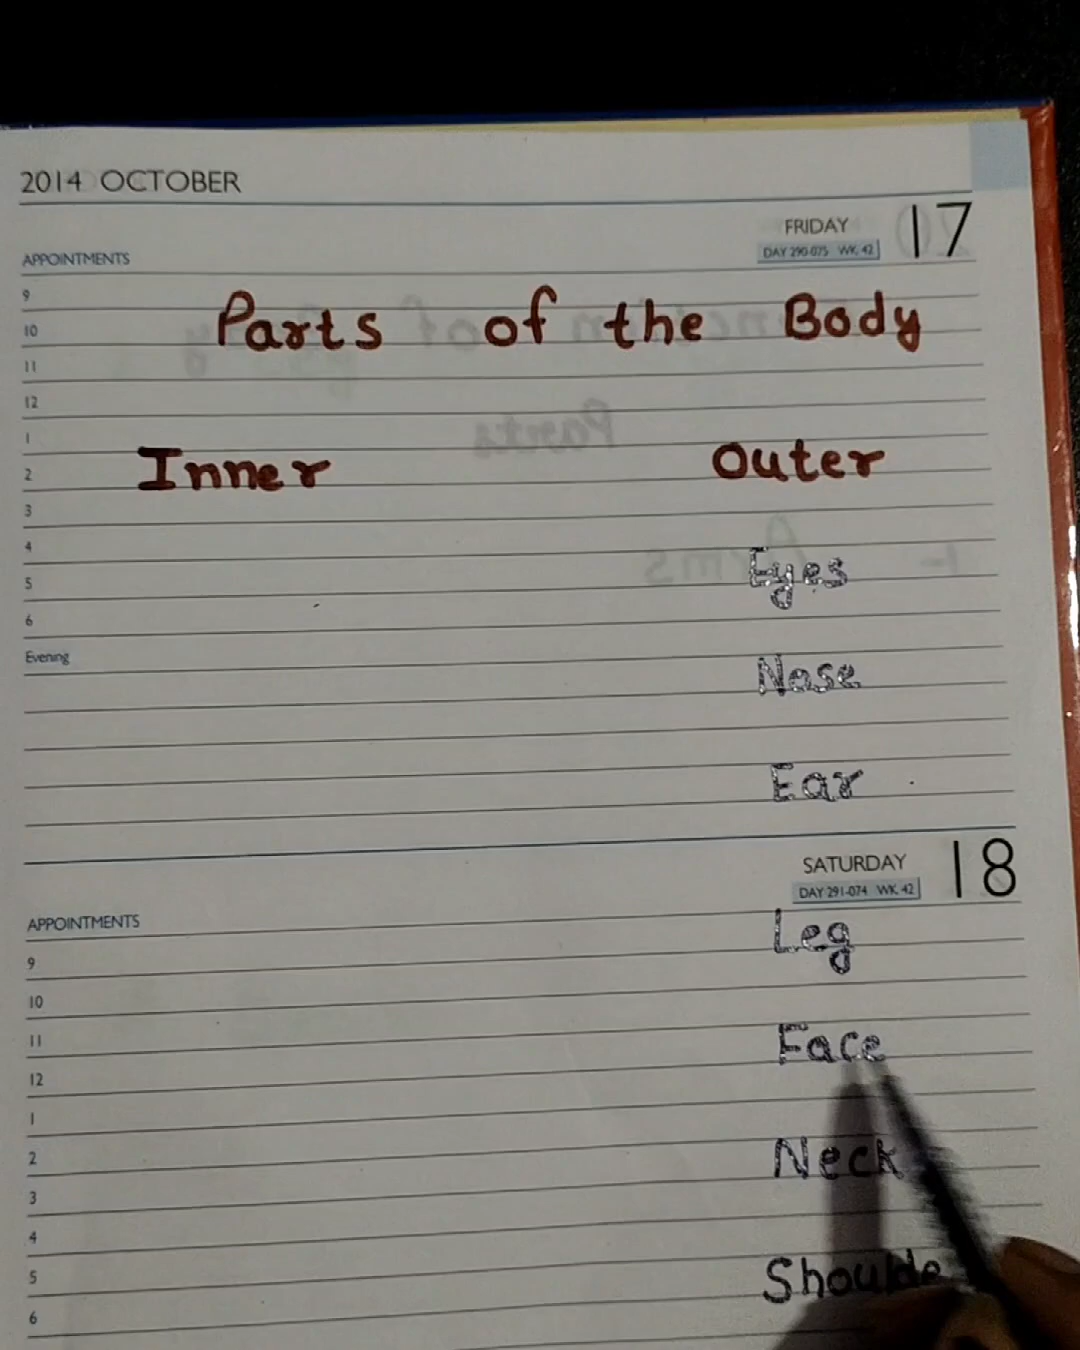 2014 OCTOBER
FRIDAY 17
DAY 290-075 WK. 42
APPOINTMENTS
9
Parts of the Body
10
11
12
1
Inner Outer
2
3
4
Eyes
5
6
Evening
Nose
Ear
SATURDAY 18
DAY 291-074 WK. 42
APPOINTMENTS
Leg
9
10
11
Face
12
1
2
Neck
3
4
5
Shoulde
6